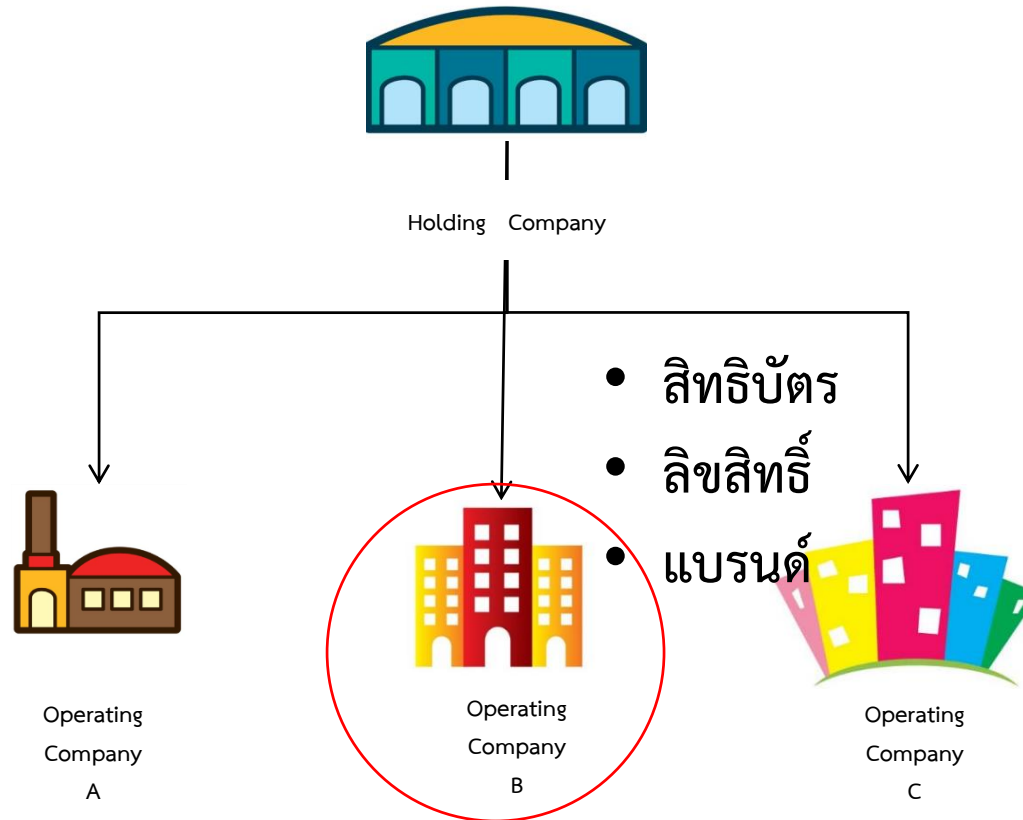 Holding Company
• สิทธิบัตร
• ลิขสิทธิ์
• แบรนด์
Operating
Company
A
Operating
Company
B
Operating
Company
C